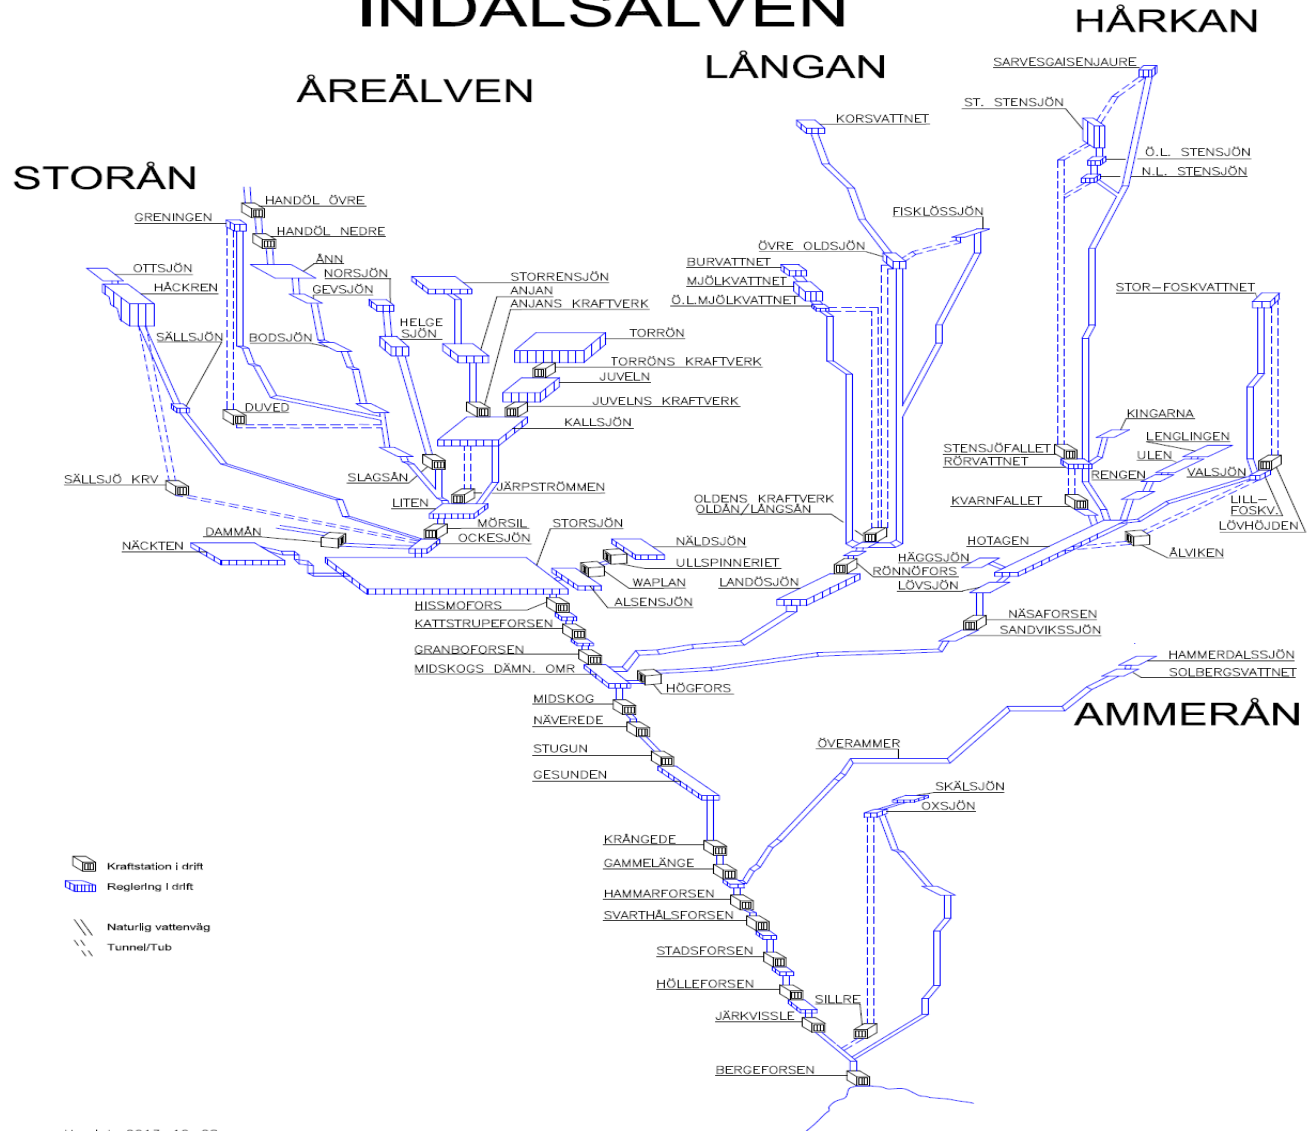 INDALSÄLVEN
HÅRKAN
LÅNGAN
ÅREÄLVEN
STORÅN
AMMERÅN
SARVESGAISENJAURE
ST. STENSJÖN
Ö.L. STENSJÖN
N.L. STENSJÖN
KORSVATTNET
FISKLÖSSJÖN
ÖVRE OLDSJÖN
BURVATTNET
MJÖLKVATTNET
Ö.L.MJÖLKVATTNET
STOR-FOSKVATTNET
HANDÖL ÖVRE
GRENINGEN
HANDÖL NEDRE
ÅNN
OTTSJÖN
HÅCKREN
NORSJÖN
GEVSJÖN
STORRENSJÖN
ANJAN
ANJANS KRAFTVERK
HELGE
SJÖN
SÄLLSJÖN
BODSJÖN
TORRÖN
TORRÖNS KRAFTVERK
JUVELN
JUVELNS KRAFTVERK
KALLSJÖN
DUVED
KINGARNA
LENGLINGEN
ULEN
VALSJÖN
RENGEN
STENSJÖFALLET
RÖRVATTNET
KVARNFALLET
LILL-
FOSKV.
LÖVHÖJDEN
SÄLLSJÖ KRV
SLAGSÅN
JÄRPSTRÖMMEN
LITEN
OLDENS KRAFTVERK
OLDÅN/LÅNGSÅN
MÖRSIL
OCKESJÖN
STORSJÖN
DAMMÅN
NÄCKTEN
NÄLDSJÖN
ULLSPINNERIET
WAPLAN
ALSENSJÖN
LANDÖSJÖN
RÖNNÖFORS
HOTAGEN
HÄGGSJÖN
LÖVSJÖN
ÅLVIKEN
HISSMOFORS
KATTSTRUPEFORSEN
GRANBOFORSEN
MIDSKOGS DÄMN. OMR
NÄSAFORSEN
SANDVIKSSJÖN
HÖGFORS
HAMMERDALSSJÖN
SOLBERGSVATTNET
MIDSKOG
NÄVEREDE
STUGUN
GESUNDEN
ÖVERAMMER
SKÄLSJÖN
OXSJÖN
KRÅNGEDE
GAMMELÄNGE
HAMMARFORSEN
SVARTHÅLSFORSEN
STADSFORSEN
HÖLLEFORSEN
SILLRE
JÄRKVISSLE
BERGEFORSEN
Kraftstation i drift
Reglering i drift
Naturlig vattenväg
Tunnel/Tub